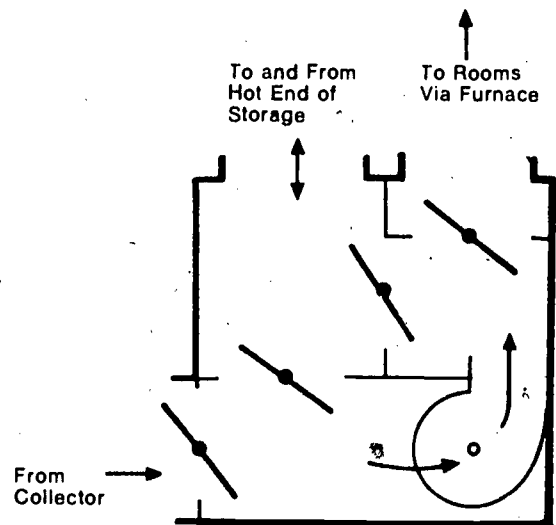 To and From
Hot End of
Storage
To Rooms
Via Furnace
From
Collector